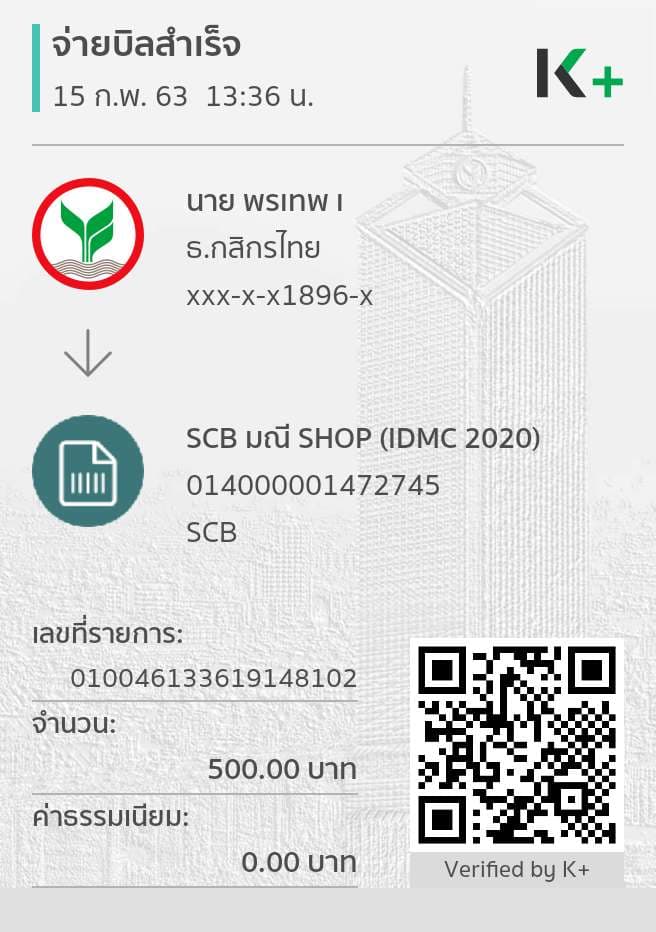 จ่ายบิลสำเร็จ
15 ก.พ. 63 13:36 น.
K+
นาย พรเทพ เ
ธ.กสิกรไทย
xxx-x-x1896-x
SCB มณี SHOP (IDMC 2020)
014000001472745
SCB
เลขที่รายการ:
010046133619148102
จำนวน:
500.00 บาท
ค่าธรรมเนียม:
0.00 บาท
Verified by K+